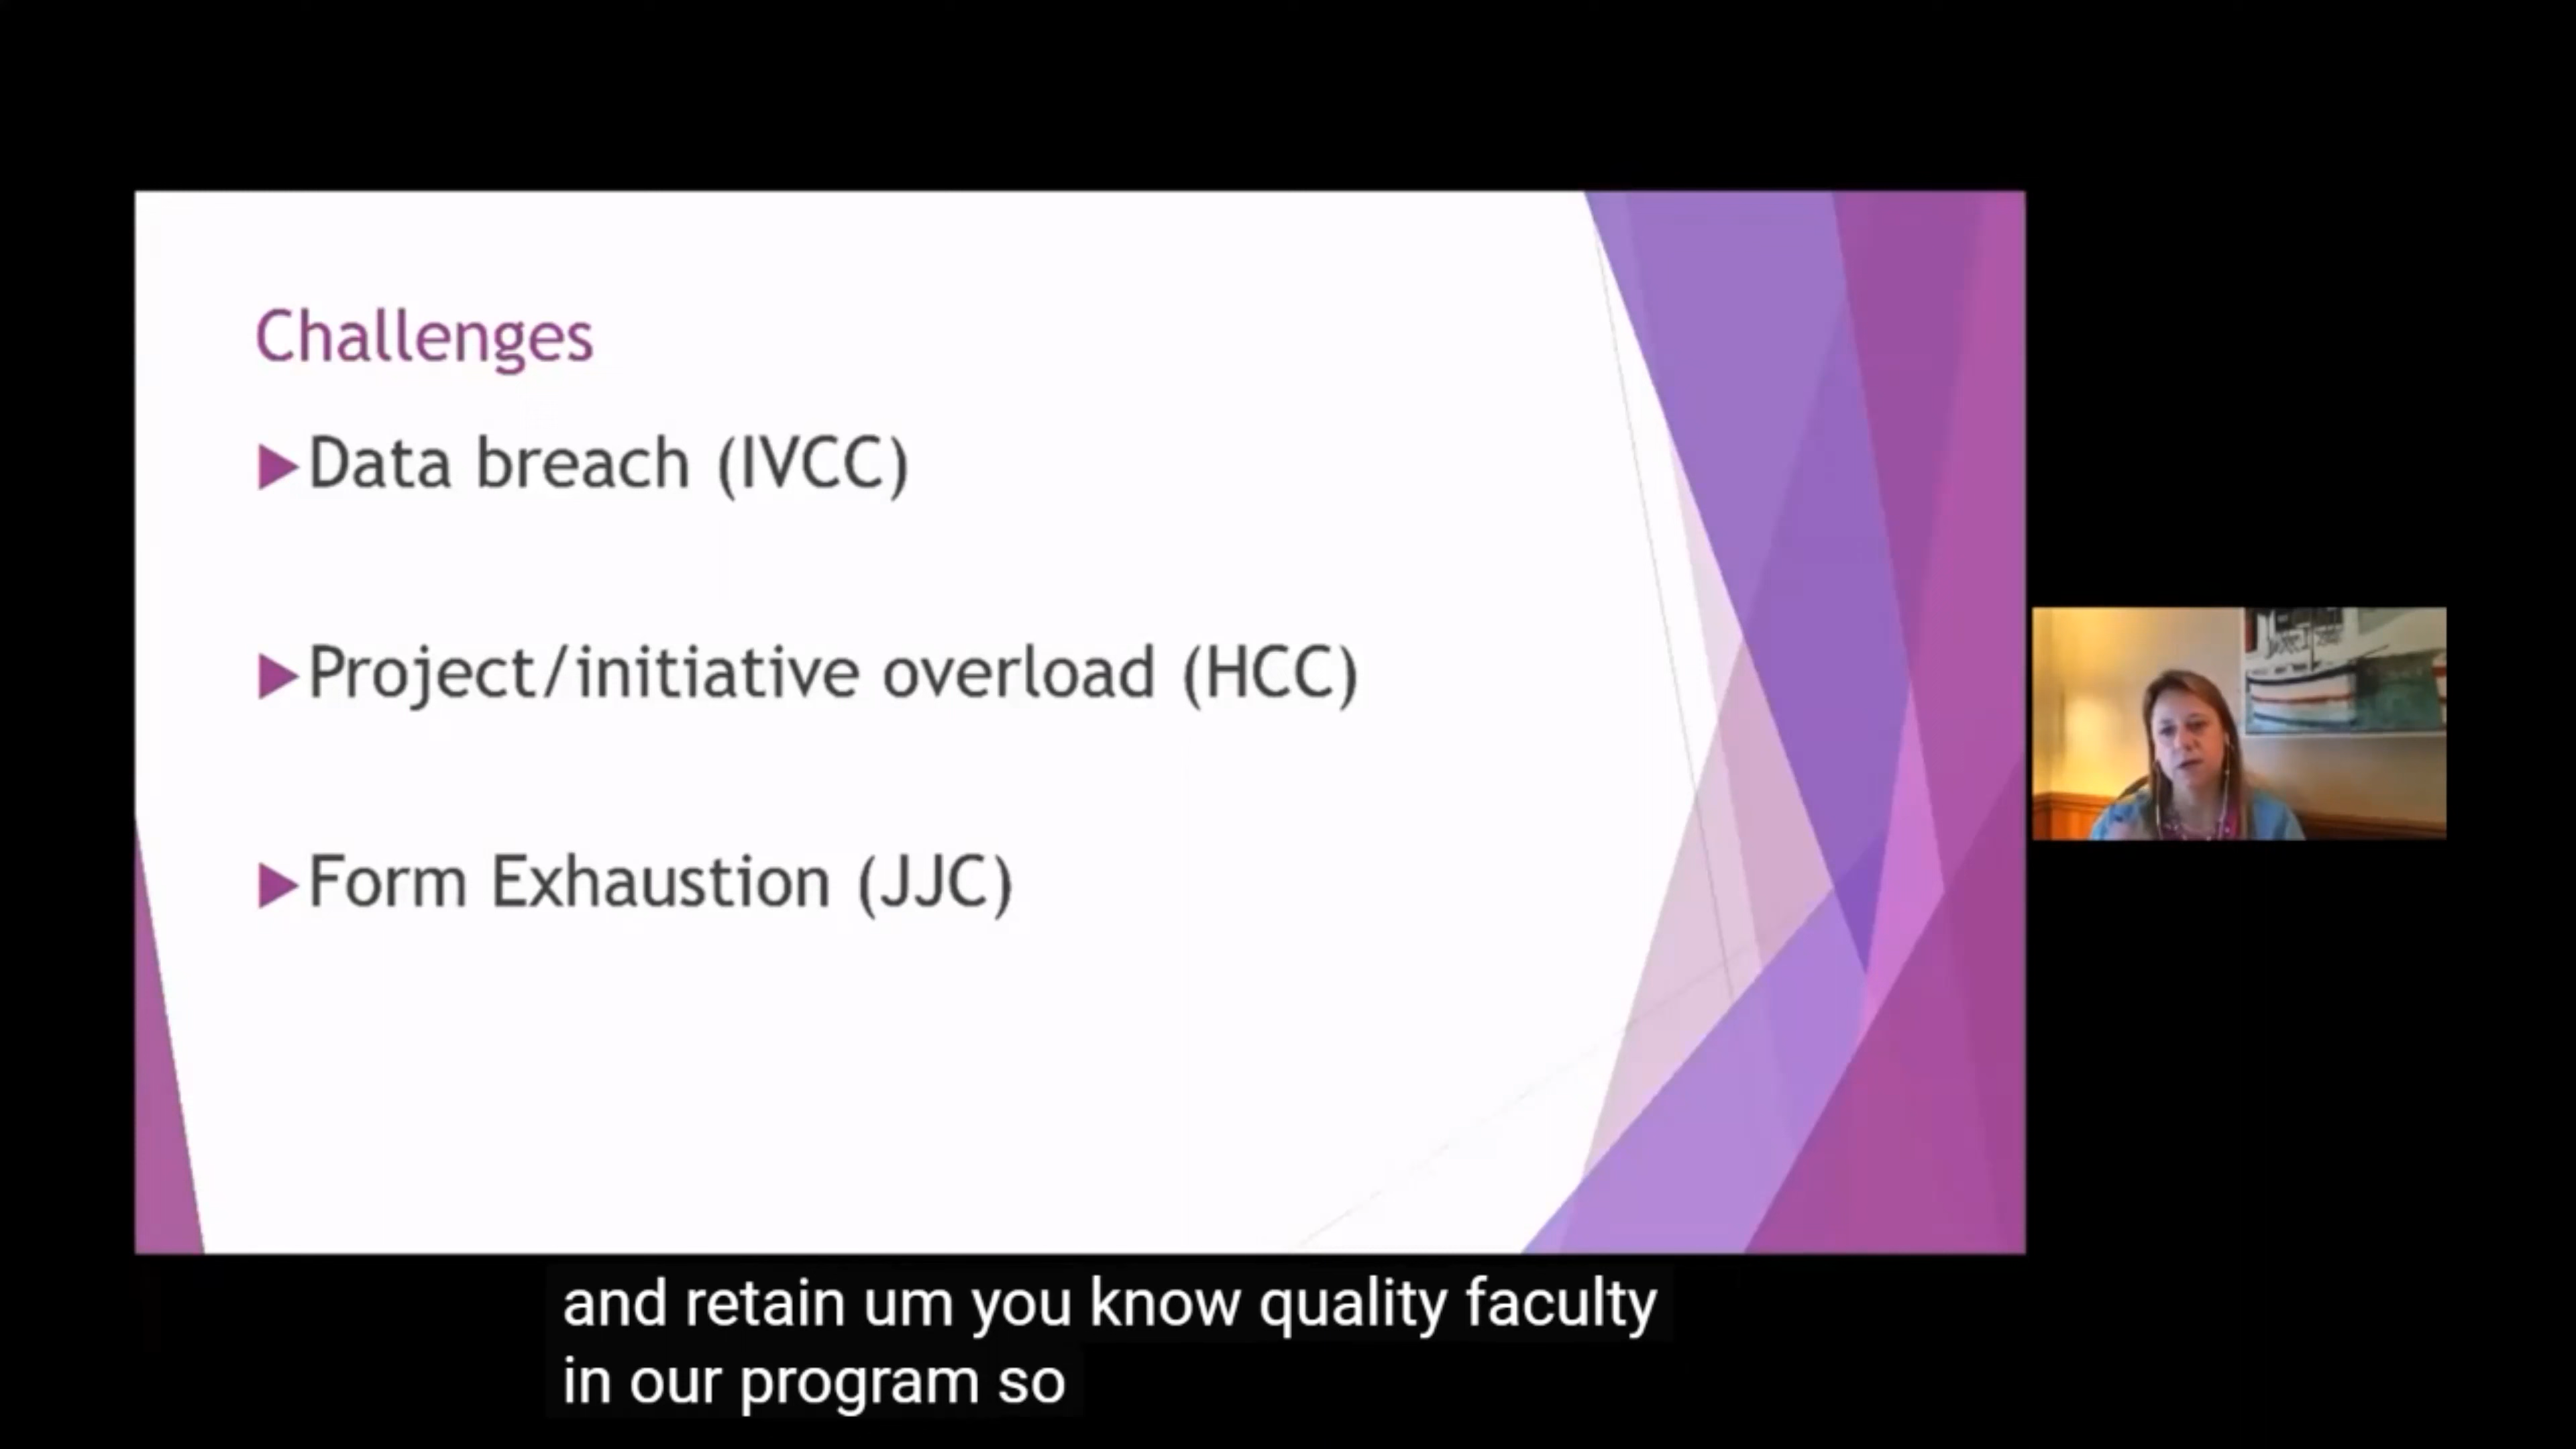 Challenges
Data breach (IVCC)
Project/initiative overload (HCC)
Form Exhaustion (JJC)
and retain um you know quality faculty
in our program so